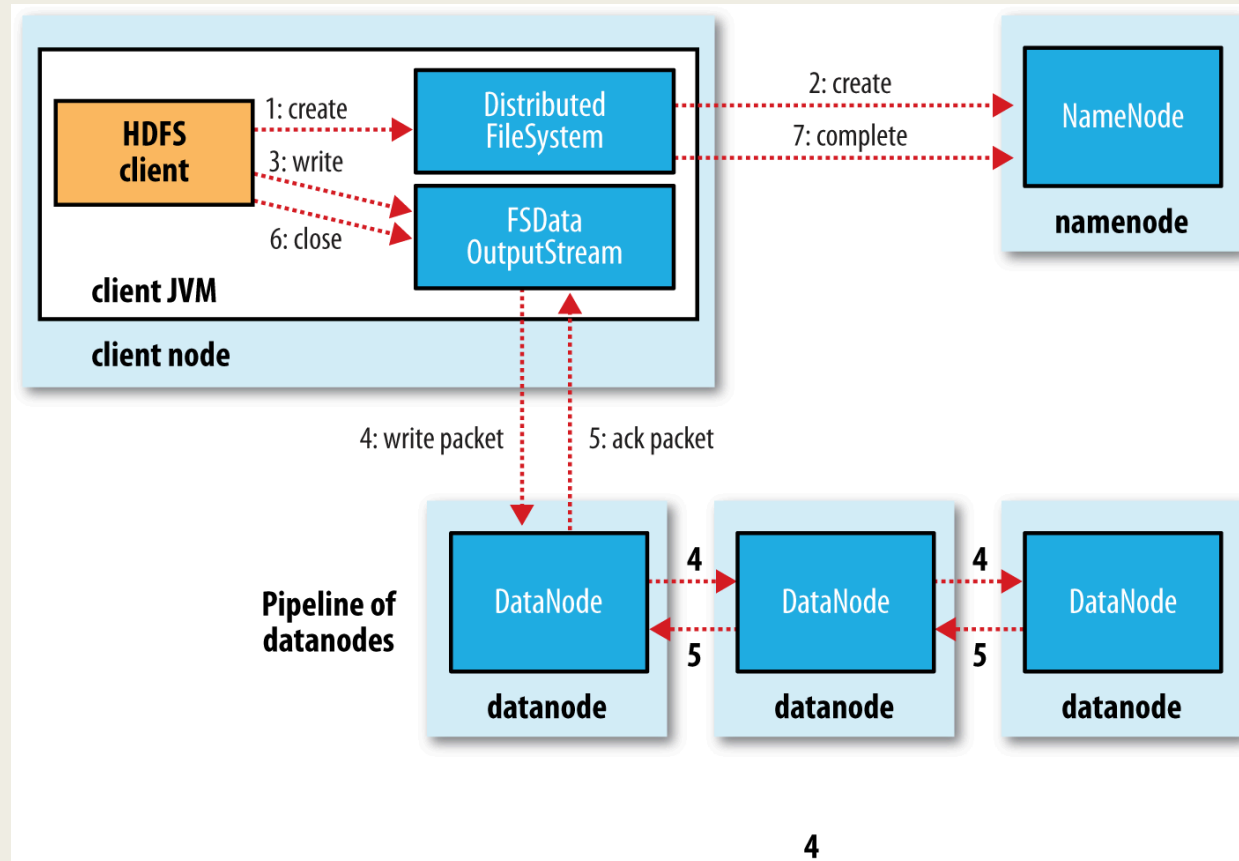 HDFS
client
1: create
3: write
6: close
Distributed
FileSystem
FSData
OutputStream
client JVM
client node
2: create
7: complete
NameNode
namenode
4: write packet
5: ack packet
Pipeline of
datanodes
DataNode
datanode
4
5
DataNode
datanode
4
5
DataNode
datanode
4